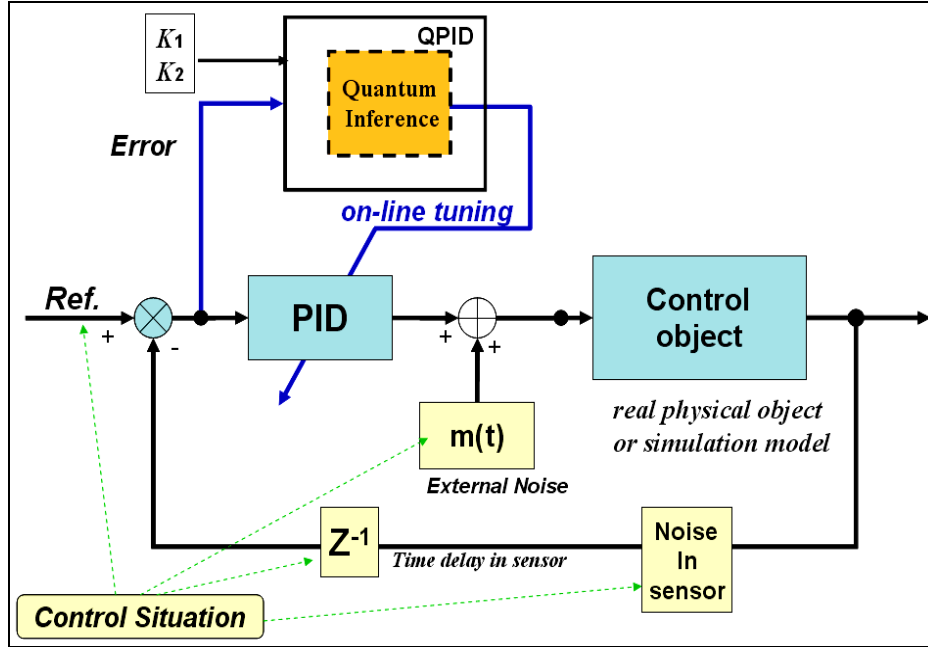 K1
K2
QPID
Quantum
Inference
Error
on-line tuning
Ref.
+
-
PID
+
+
Control
object
real physical object
or simulation model
m(t)
External Noise
Z-1
Time delay in sensor
Noise
In
sensor
Control Situation